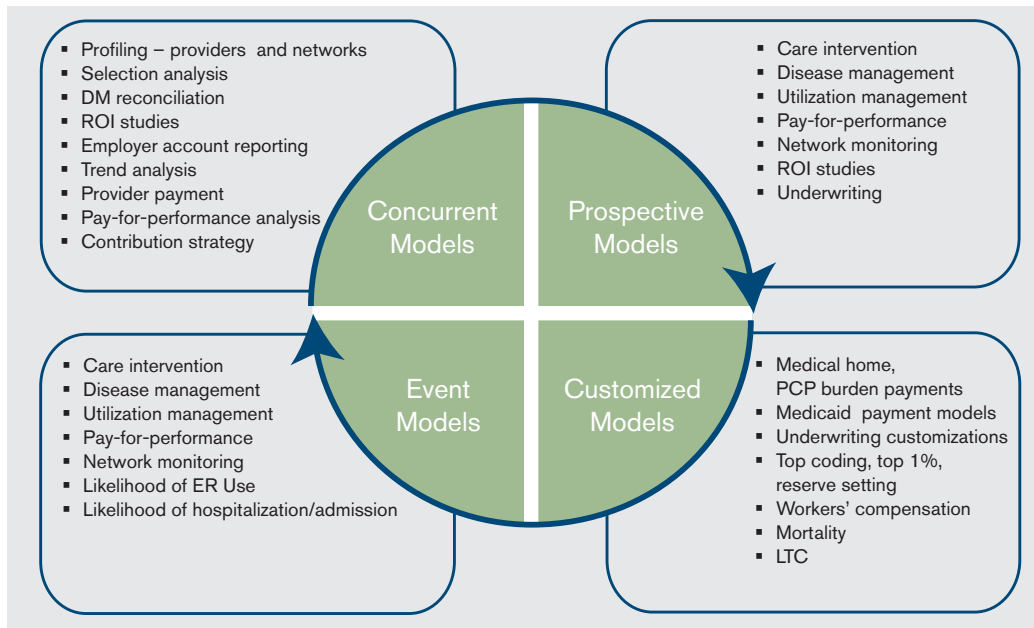 ▪ Profiling – providers and networks
▪ Selection analysis
▪ DM reconciliation
▪ ROI studies
▪ Employer account reporting
▪ Trend analysis
▪ Provider payment
▪ Pay-for-performance analysis
▪ Contribution strategy
▪ Care intervention
▪ Disease management
▪ Utilization management
▪ Pay-for-performance
▪ Network monitoring
▪ ROI studies
▪ Underwriting
Concurrent
Models
Prospective
Models
Event
Models
Customized
Models
▪ Care intervention
▪ Disease management
▪ Utilization management
▪ Pay-for-performance
▪ Network monitoring
▪ Likelihood of ER Use
▪ Likelihood of hospitalization/admission
▪ Medical home,
PCP burden payments
▪ Medicaid payment models
▪ Underwriting customizations
▪ Top coding, top 1%,
reserve setting
▪ Workers’ compensation
▪ Mortality
▪ LTC